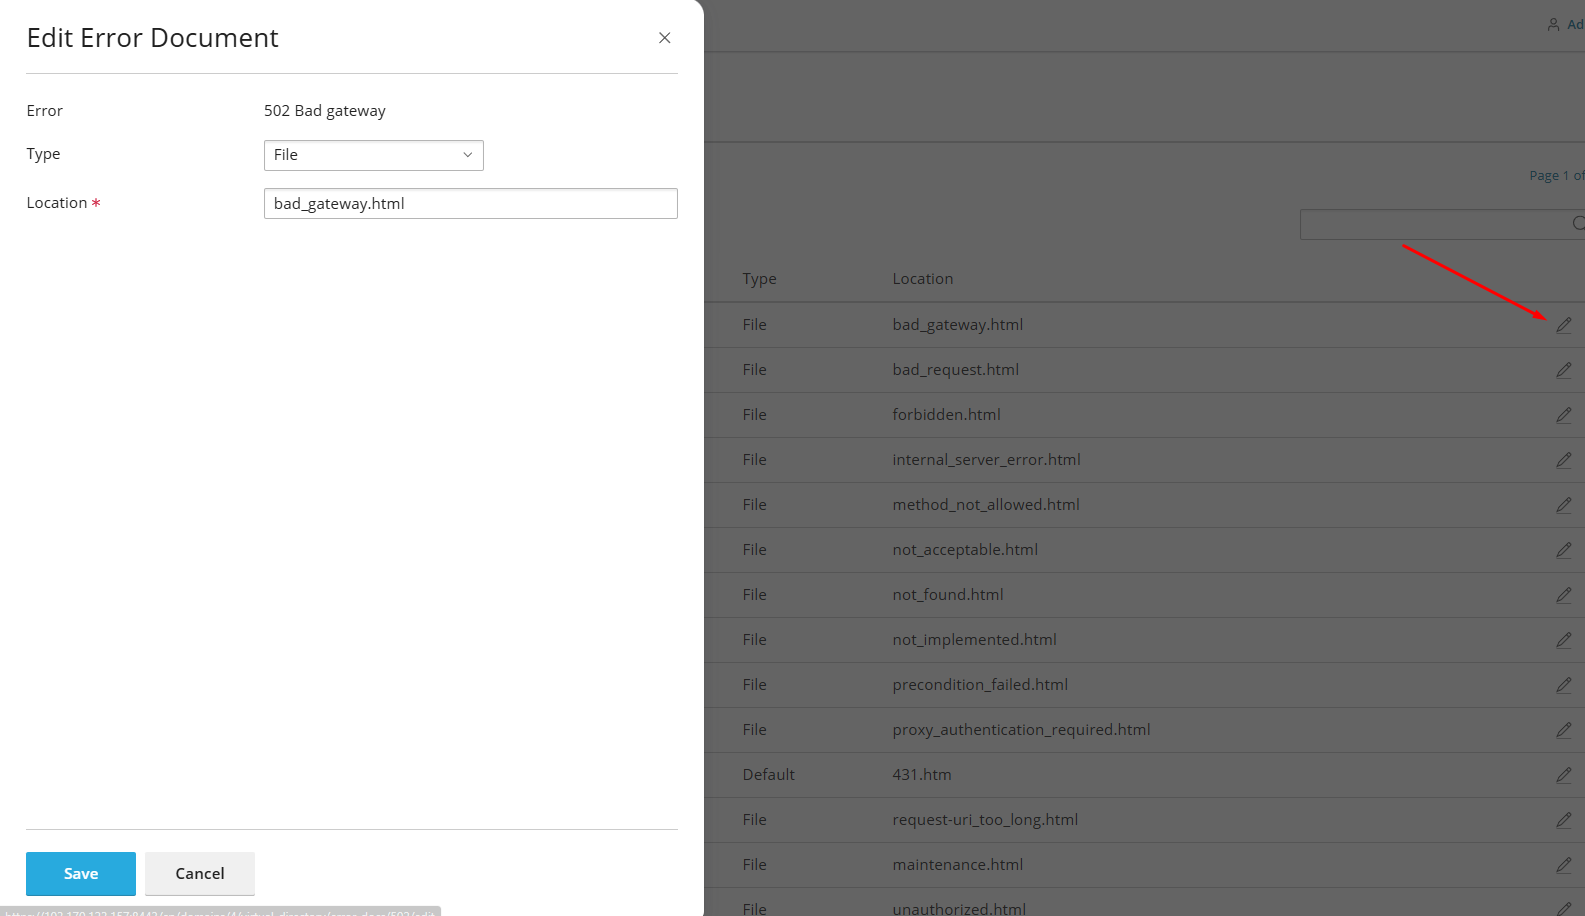 Edit Error Document
Error 502 Bad gateway
Type File
Location * bad_gateway.html
Save Cancel
Ad
Page 1 of
Type Location
File bad_gateway.html
File bad_request.html
File forbidden.html
File internal_server_error.html
File method_not_allowed.html
File not_acceptable.html
File not_found.html
File not_implemented.html
File precondition_failed.html
File proxy_authentication_required.html
Default 431.htm
File request-uri_too_long.html
File maintenance.html
File unauthorized.html